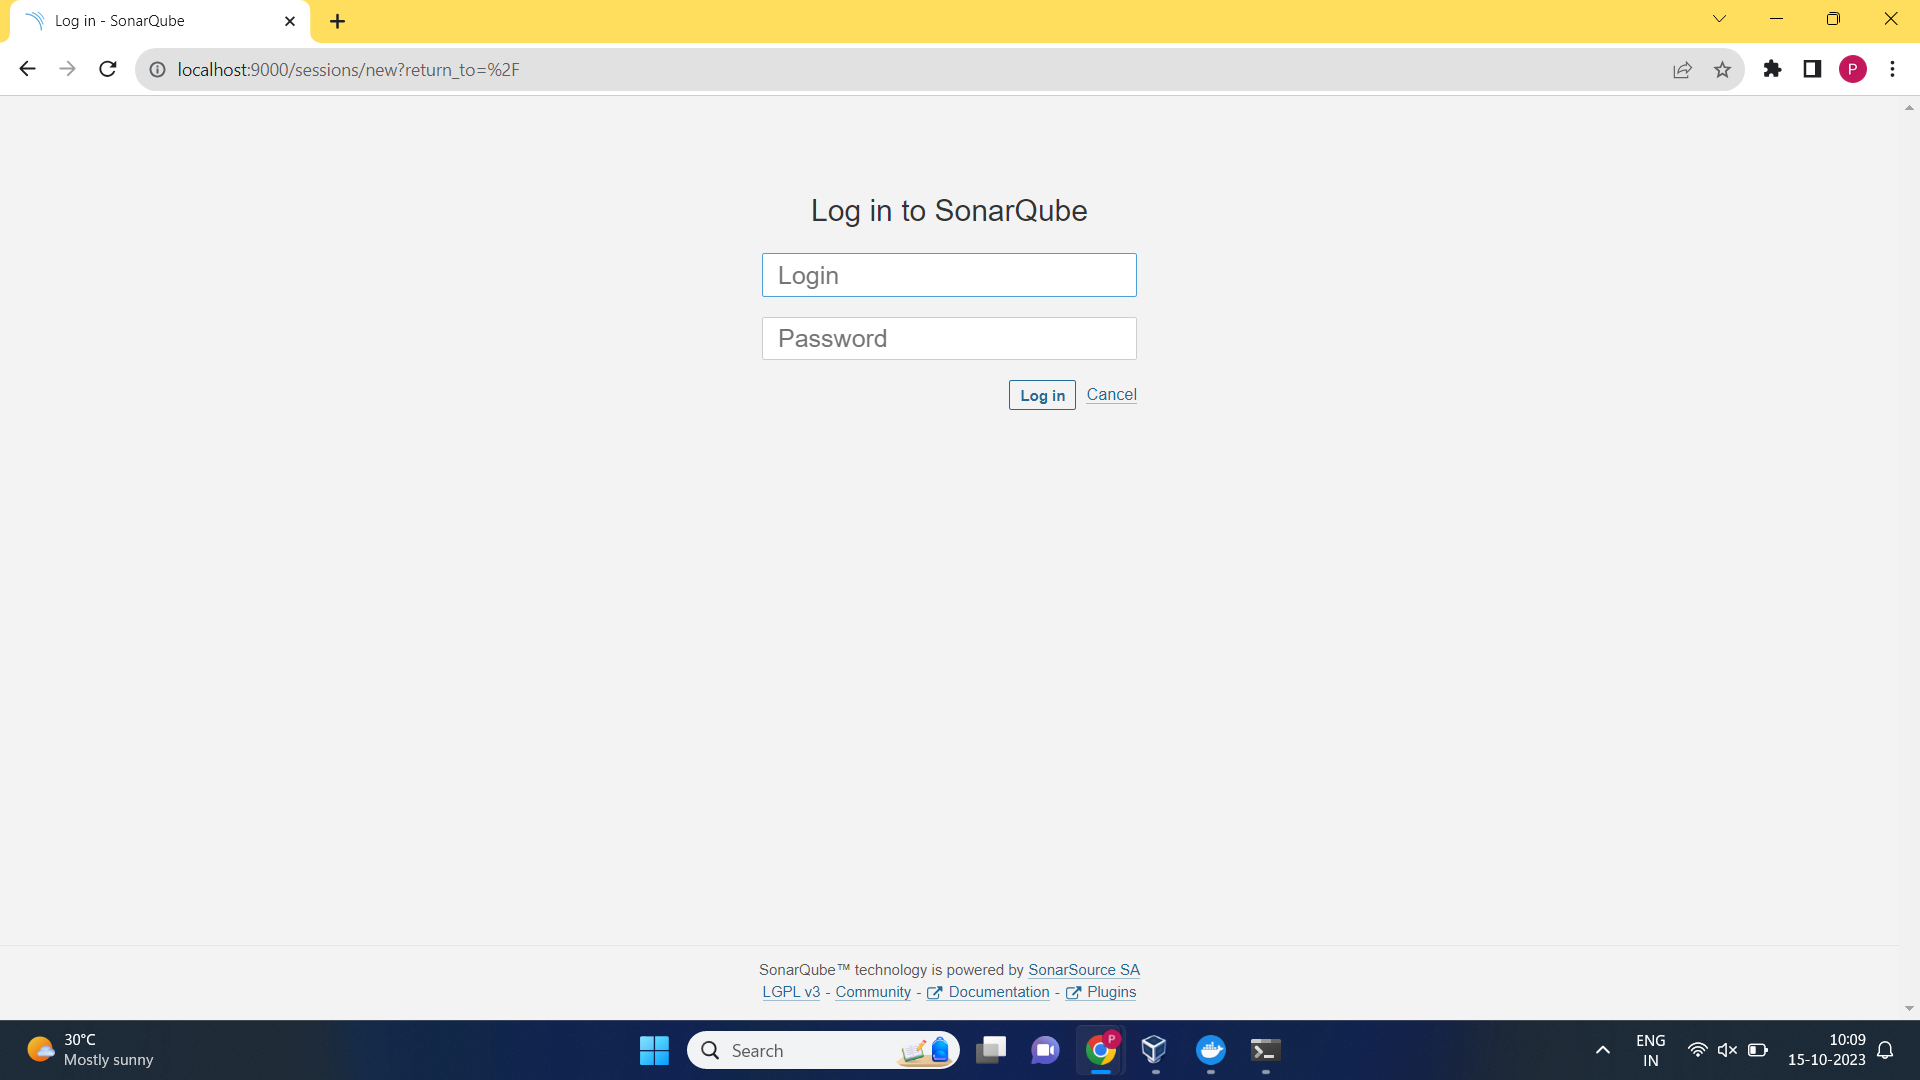 Log in - SonarQube
localhost:9000/sessions/new?return_to=%2F
P
Log in to SonarQube
Login
Password
Log in Cancel
SonarQube™ technology is powered by SonarSource SA
LGPL v3 - Community - Documentation - Plugins
30°C
Mostly sunny
Search
P
ENG
IN
10:09
15-10-2023